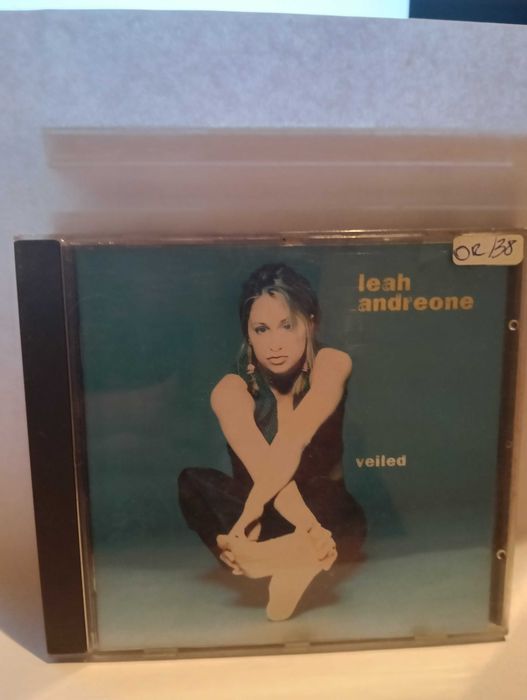 OR 138
leah
andreone
veiled